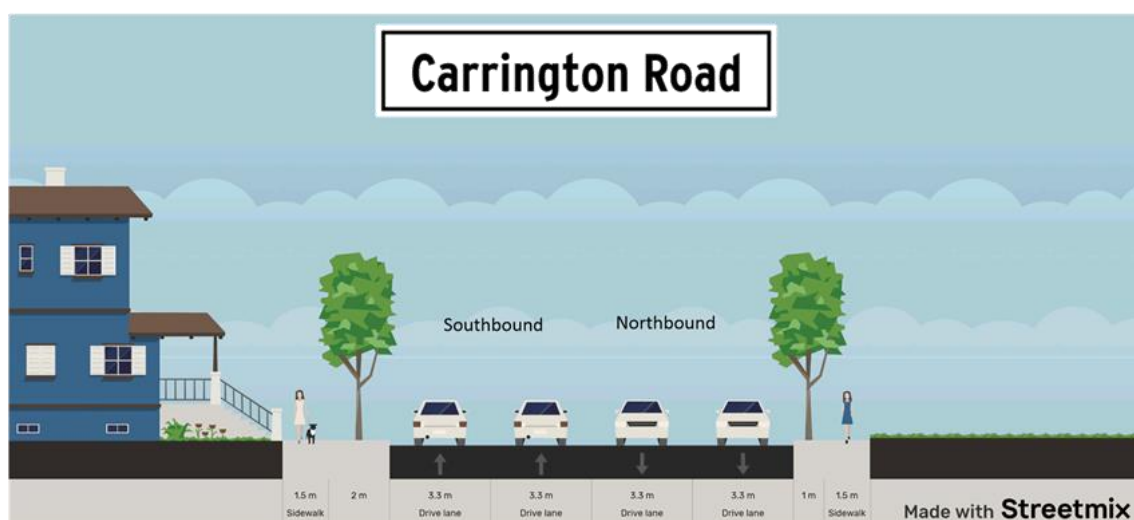 Carrington Road
Southbound
Northbound
1.5 m 2 m 3.3 m 3.3 m 3.3 m 3.3 m 1 m 1.5 m
Sidewalk Drive lane Drive lane Drive lane Drive lane Sidewalk
Made with Streetmix